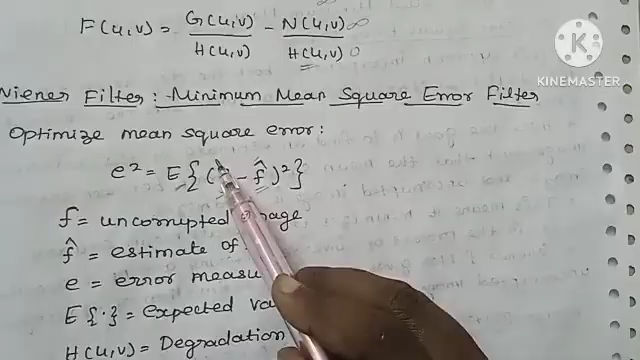 F(u,v) = G(u,v)/H(u,v) - N(u,v)/H(u,v) ∞ 0
KINEMASTER
Wiener Filter: Minimum Mean Square Error Filter
Optimize mean square error:
e² = E{( - f̂ )²}
f = uncorrupted image
f̂ = estimate of
e = error measu
E{·} = expected va
H(u,v) = Degradation